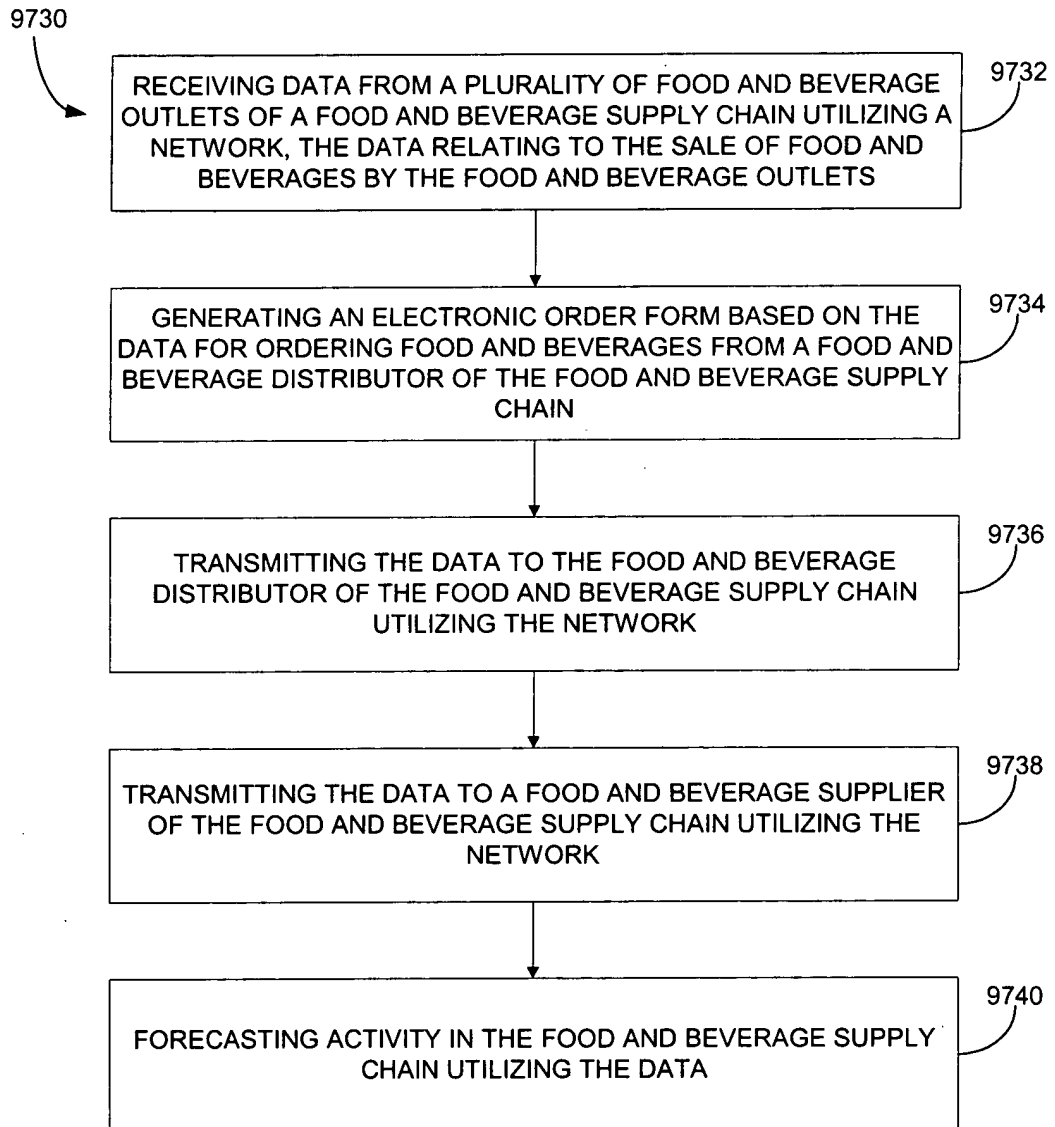 9730
RECEIVING DATA FROM A PLURALITY OF FOOD AND BEVERAGE
OUTLETS OF A FOOD AND BEVERAGE SUPPLY CHAIN UTILIZING A
NETWORK, THE DATA RELATING TO THE SALE OF FOOD AND
BEVERAGES BY THE FOOD AND BEVERAGE OUTLETS
9732
GENERATING AN ELECTRONIC ORDER FORM BASED ON THE
DATA FOR ORDERING FOOD AND BEVERAGES FROM A FOOD AND
BEVERAGE DISTRIBUTOR OF THE FOOD AND BEVERAGE SUPPLY
CHAIN
9734
TRANSMITTING THE DATA TO THE FOOD AND BEVERAGE
DISTRIBUTOR OF THE FOOD AND BEVERAGE SUPPLY CHAIN
UTILIZING THE NETWORK
9736
TRANSMITTING THE DATA TO A FOOD AND BEVERAGE SUPPLIER
OF THE FOOD AND BEVERAGE SUPPLY CHAIN UTILIZING THE
NETWORK
9738
FORECASTING ACTIVITY IN THE FOOD AND BEVERAGE SUPPLY
CHAIN UTILIZING THE DATA
9740